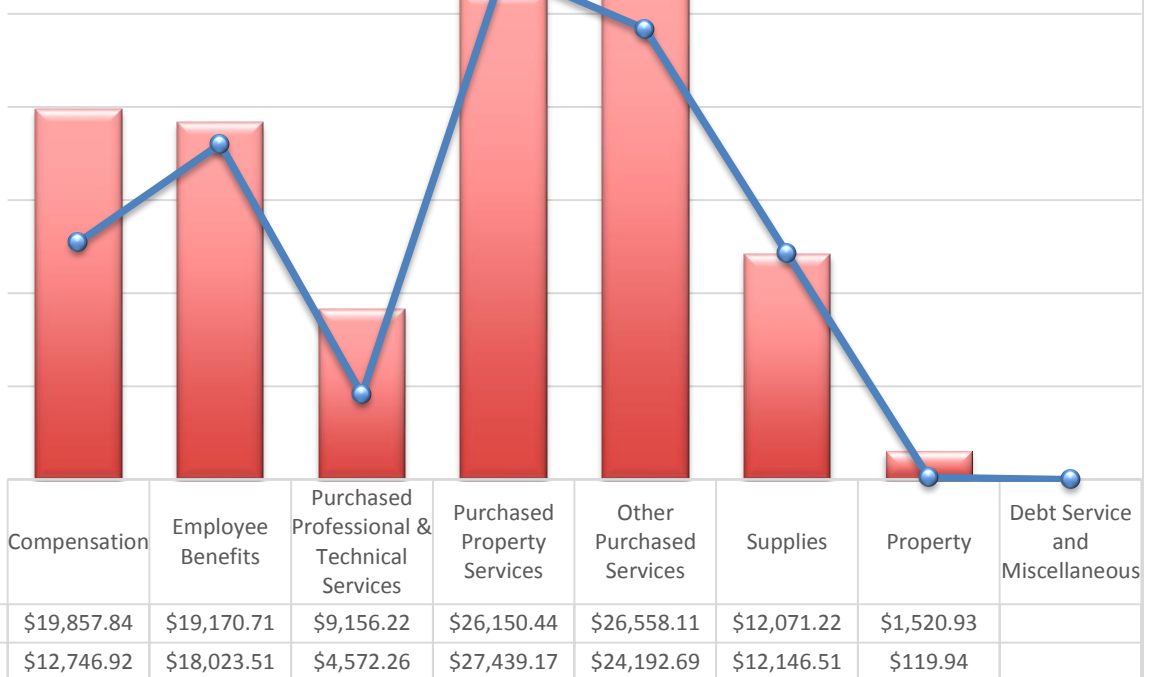 Compensation
Employee
Benefits
Purchased
Professional &
Technical
Services
Purchased
Property
Services
Other
Purchased
Services
Supplies
Property
Debt Service
and
Miscellaneous
$19,857.84 $19,170.71 $9,156.22 $26,150.44 $26,558.11 $12,071.22 $1,520.93
$12,746.92 $18,023.51 $4,572.26 $27,439.17 $24,192.69 $12,146.51 $119.94